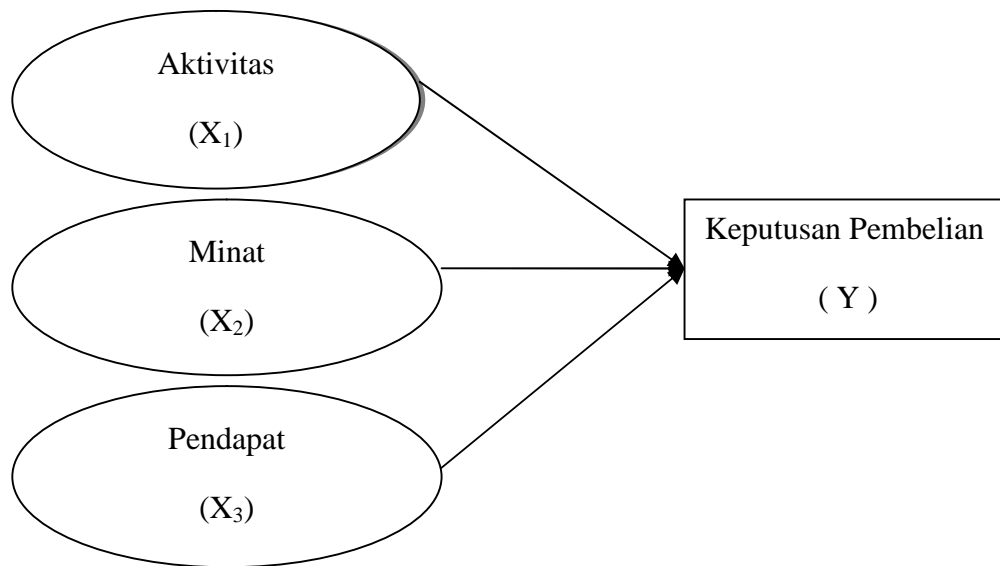 Aktivitas
(X₁)
Minat
(X₂)
Pendapat
(X₃)
Keputusan Pembelian
( Y )